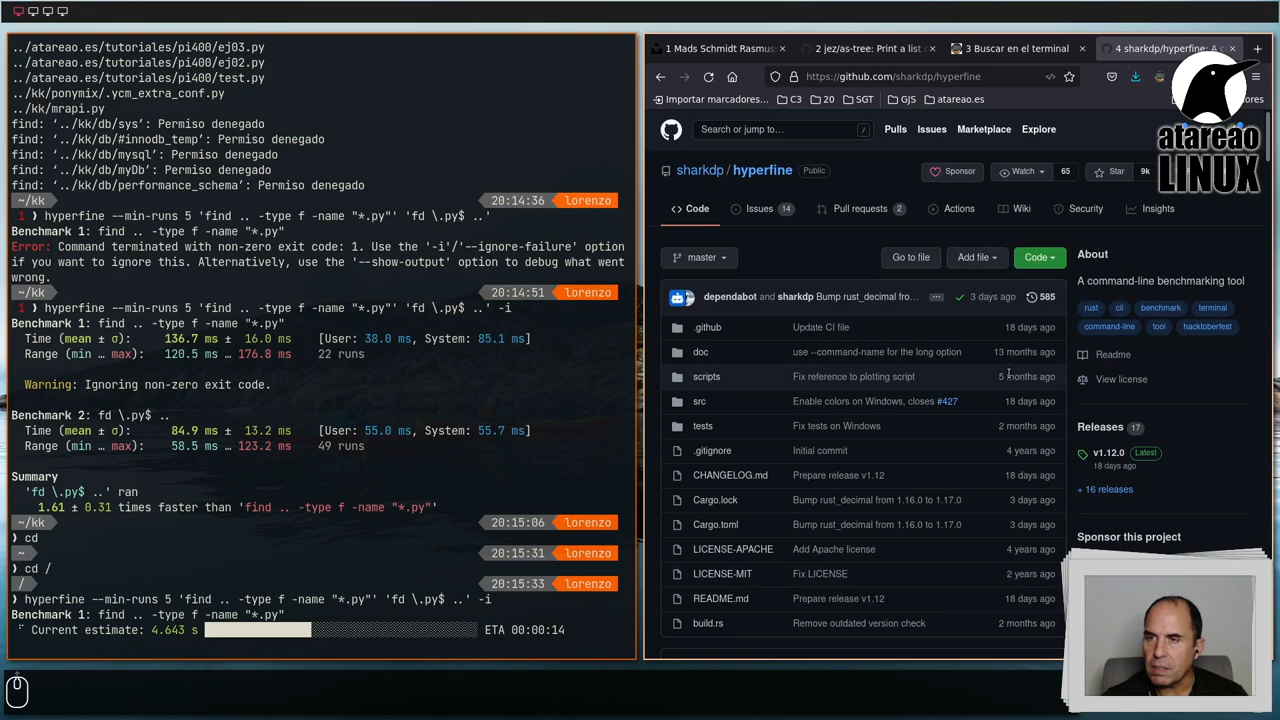 ../atareao.es/tutoriales/pi400/ej03.py
../atareao.es/tutoriales/pi400/ej02.py
../atareao.es/tutoriales/pi400/test.py
../kk/ponymix/.ycm_extra_conf.py
../kk/mrapi.py
find: ‘../kk/db/sys’: Permiso denegado
find: ‘../kk/db/#innodb_temp’: Permiso denegado
find: ‘../kk/db/mysql’: Permiso denegado
find: ‘../kk/db/myDb’: Permiso denegado
find: ‘../kk/db/performance_schema’: Permiso denegado
~/kk 20:14:36 lorenzo
1 ❯ hyperfine --min-runs 5 'find .. -type f -name "*.py"' 'fd \.py$ ..'
Benchmark 1: find .. -type f -name "*.py"
Error: Command terminated with non-zero exit code: 1. Use the '-i'/'--ignore-failure' option
if you want to ignore this. Alternatively, use the '--show-output' option to debug what went
wrong.
~/kk 20:14:51 lorenzo
1 ❯ hyperfine --min-runs 5 'find .. -type f -name "*.py"' 'fd \.py$ ..' -i
Benchmark 1: find .. -type f -name "*.py"
Time (mean ± σ): 136.7 ms ± 16.0 ms [User: 38.0 ms, System: 85.1 ms]
Range (min … max): 120.5 ms … 176.8 ms 22 runs
Warning: Ignoring non-zero exit code.
Benchmark 2: fd \.py$ ..
Time (mean ± σ): 84.9 ms ± 13.2 ms [User: 55.0 ms, System: 55.7 ms]
Range (min … max): 58.5 ms … 123.2 ms 49 runs
Summary
'fd \.py$ ..' ran
1.61 ± 0.31 times faster than 'find .. -type f -name "*.py"'
~/kk 20:15:06 lorenzo
❯ cd
~ 20:15:31 lorenzo
❯ cd /
/ 20:15:33 lorenzo
❯ hyperfine --min-runs 5 'find .. -type f -name "*.py"' 'fd \.py$ ..' -i
Benchmark 1: find .. -type f -name "*.py"
Current estimate: 4.643 s ETA 00:00:14
1 Mads Schmidt Rasmus
2 jez/as-tree: Print a list
3 Buscar en el terminal
4 sharkdp/hyperfine: A c
https://github.com/sharkdp/hyperfine
Importar marcadores... C3 20 SGT GJS atareao.es
atareao
LINUX
Search or jump to… /
Pulls Issues Marketplace Explore
sharkdp / hyperfine Public
Sponsor Watch 65 Star 9k
Code Issues 14 Pull requests 2 Actions Wiki Security Insights
master Go to file Add file Code
dependabot and sharkdp Bump rust_decimal fro… ... 3 days ago 585
.github Update CI file 18 days ago
doc use --command-name for the long option 13 months ago
scripts Fix reference to plotting script 5 months ago
src Enable colors on Windows, closes #427 18 days ago
tests Fix tests on Windows 2 months ago
.gitignore Initial commit 4 years ago
CHANGELOG.md Prepare release v1.12 18 days ago
Cargo.lock Bump rust_decimal from 1.16.0 to 1.17.0 3 days ago
Cargo.toml Bump rust_decimal from 1.16.0 to 1.17.0 3 days ago
LICENSE-APACHE Add Apache license 4 years ago
LICENSE-MIT Fix LICENSE 2 years ago
README.md Prepare release v1.12 18 days ago
build.rs Remove outdated version check 2 months ago
About
A command-line benchmarking tool
rust cli benchmark terminal
command-line tool hacktoberfest
Readme
View license
Releases 17
v1.12.0 Latest
18 days ago
+ 16 releases
Sponsor this project